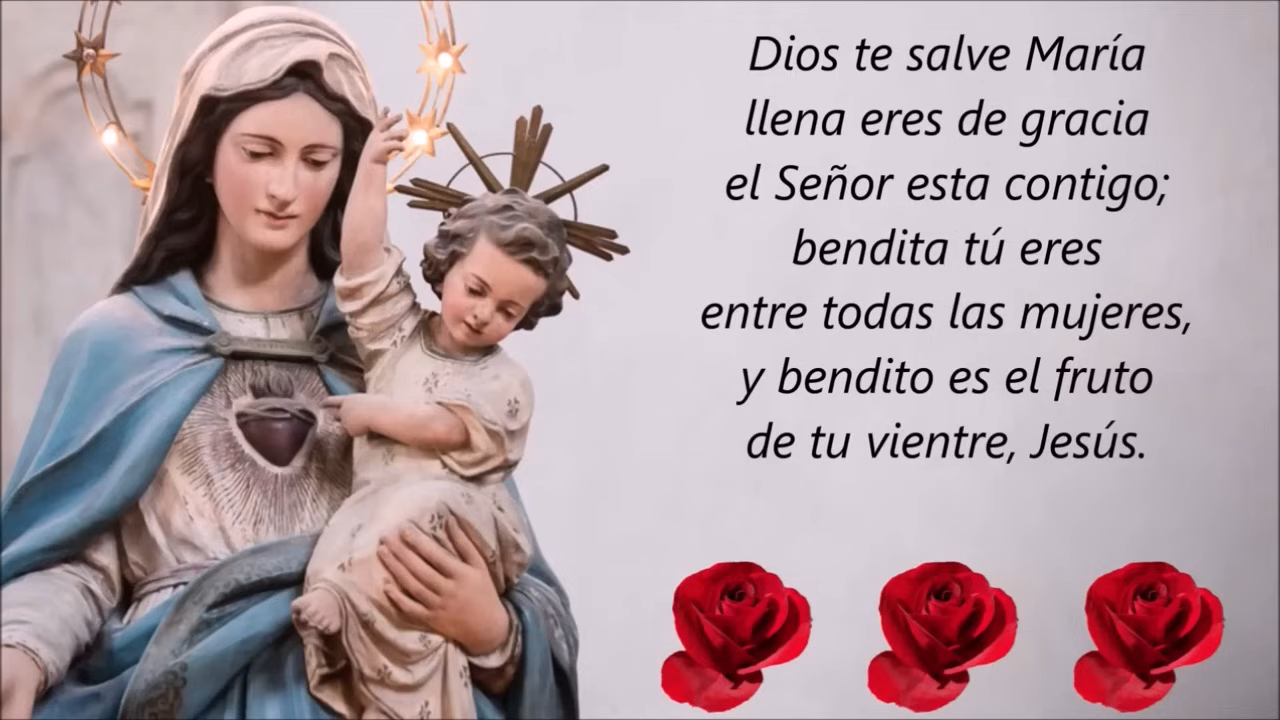 Dios te salve María
llena eres de gracia
el Señor esta contigo;
bendita tú eres
entre todas las mujeres,
y bendito es el fruto
de tu vientre, Jesús.